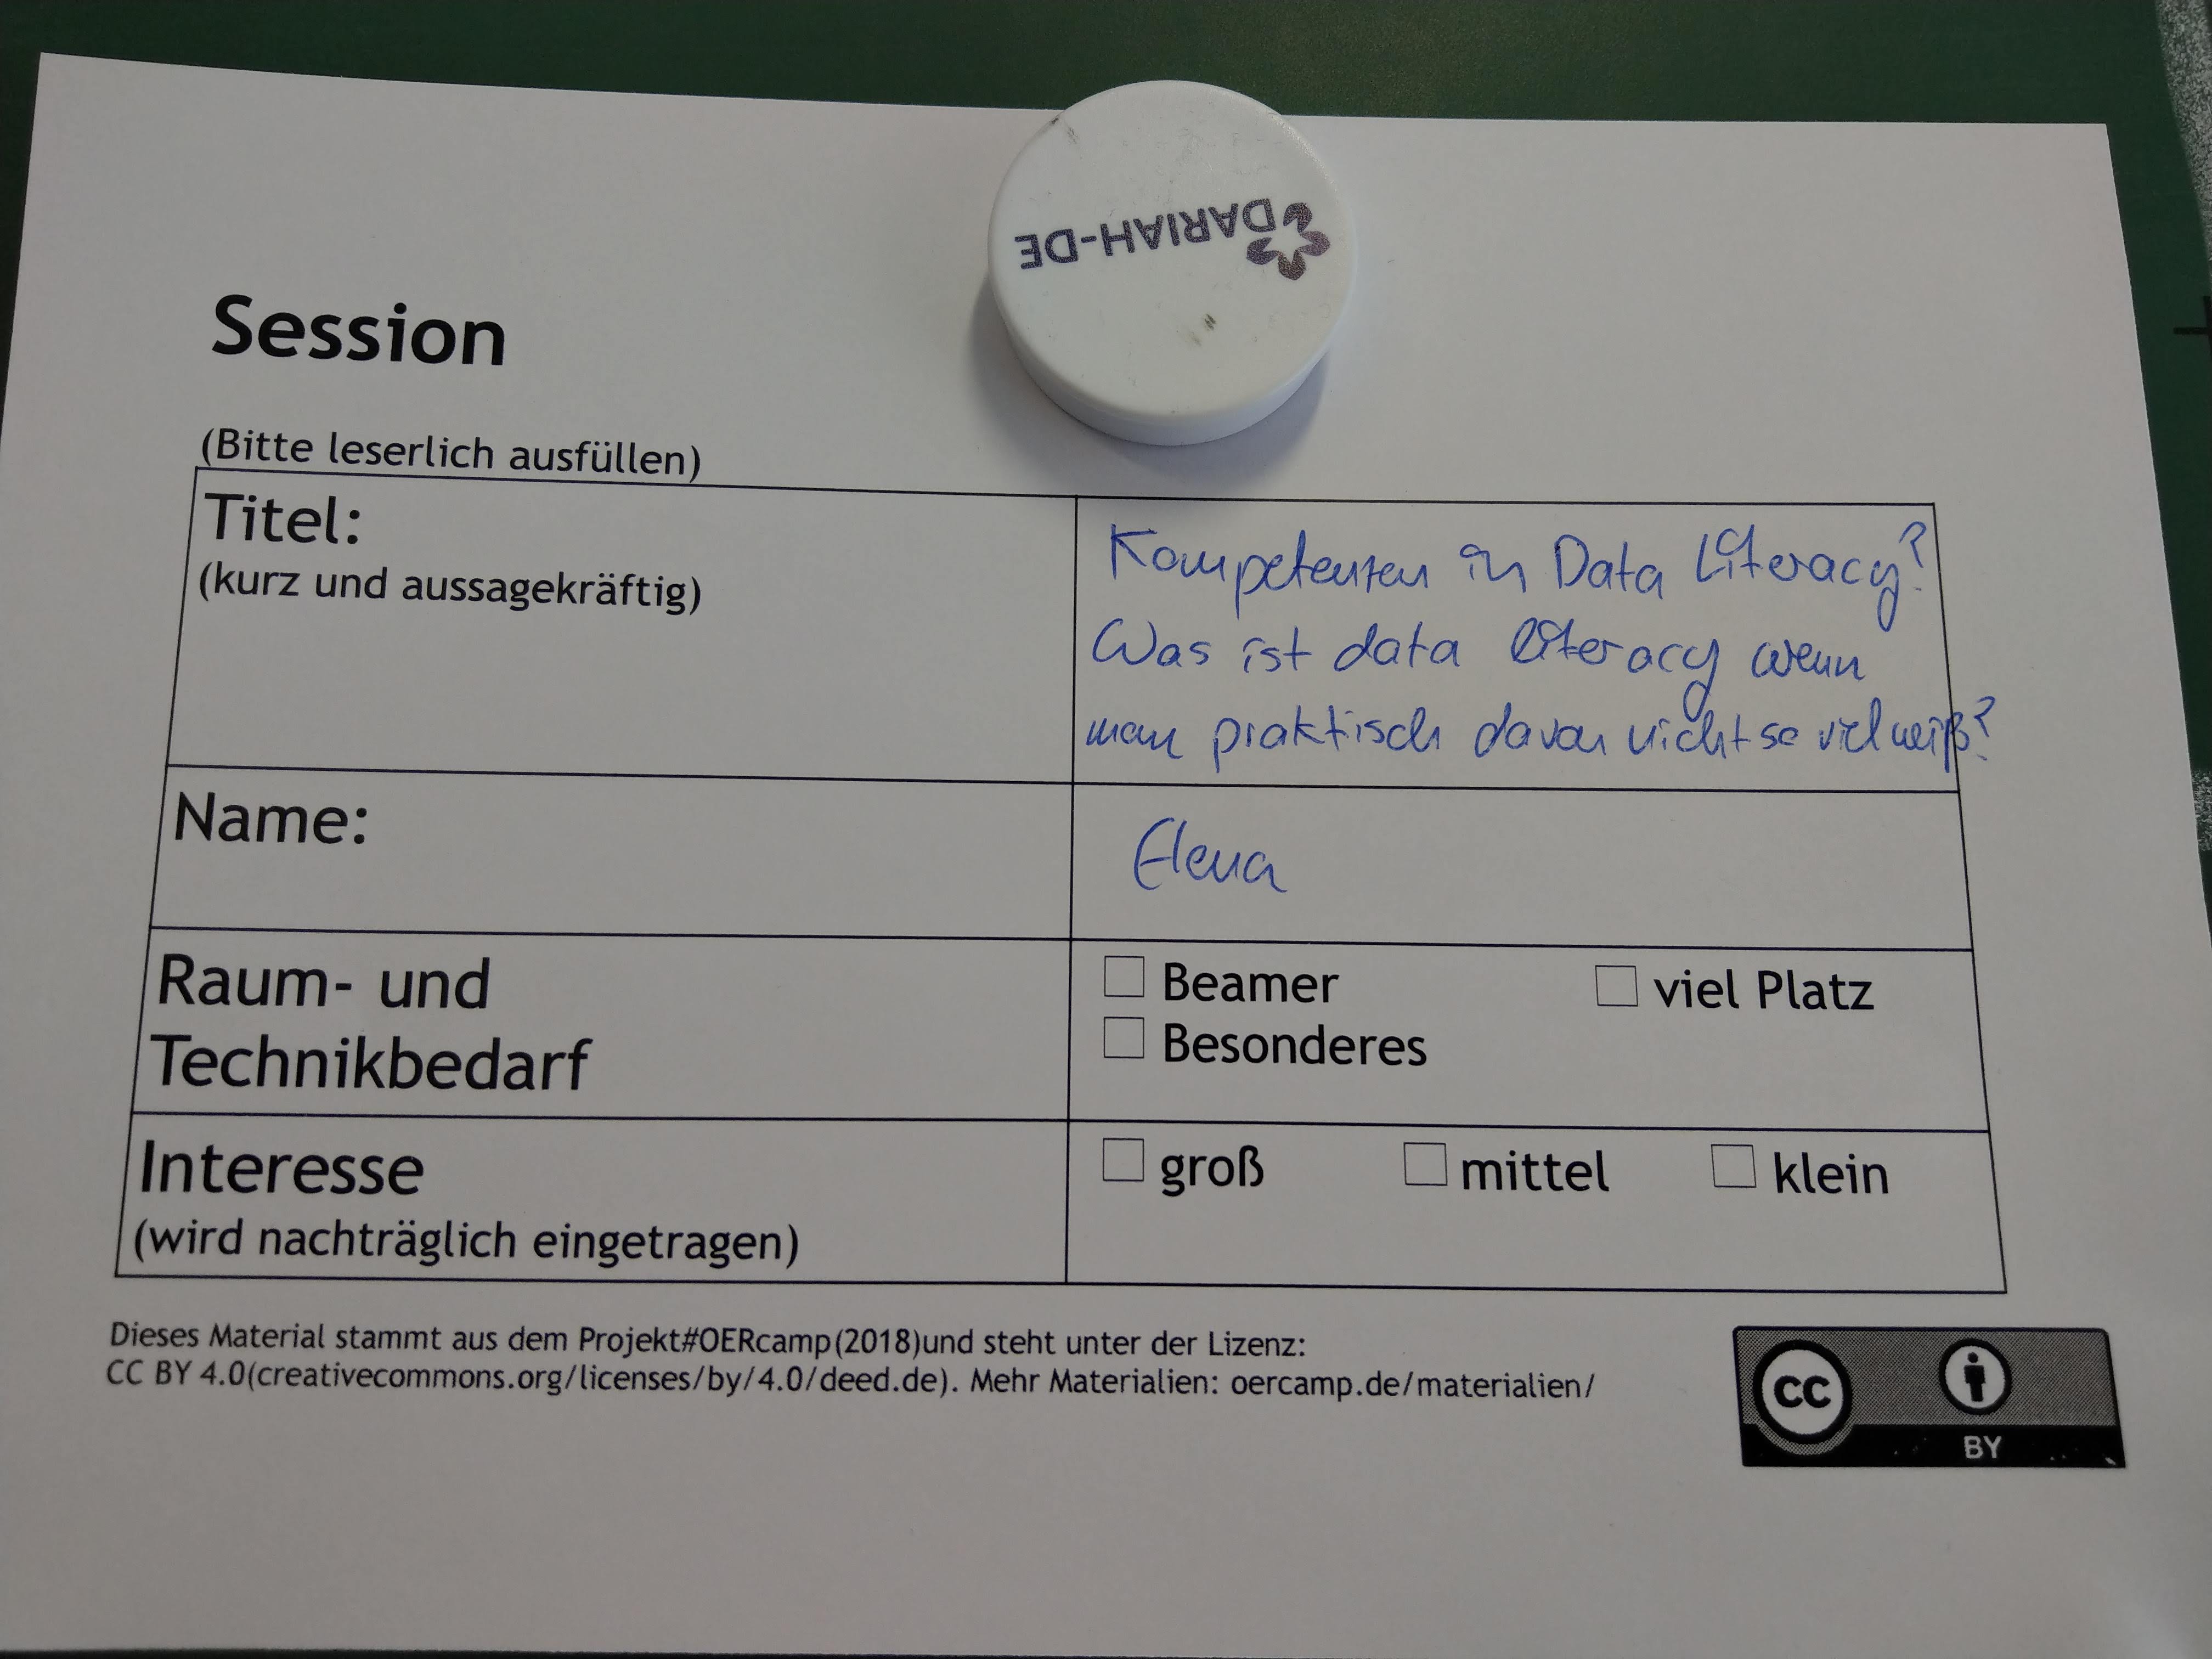 DARIAH-DE
Session
(Bitte leserlich ausfüllen)
Titel:
(kurz und aussagekräftig)
Kompetenzen in Data Literacy?
Was ist data literacy wenn
man praktisch davon nicht so viel weiß?
Name:
Elena
Raum- und
Technikbedarf
Beamer
viel Platz
Besonderes
Interesse
(wird nachträglich eingetragen)
groß
mittel
klein
Dieses Material stammt aus dem Projekt#OERcamp(2018)und steht unter der Lizenz:
CC BY 4.0(creativecommons.org/licenses/by/4.0/deed.de). Mehr Materialien: oercamp.de/materialien/
CC
BY